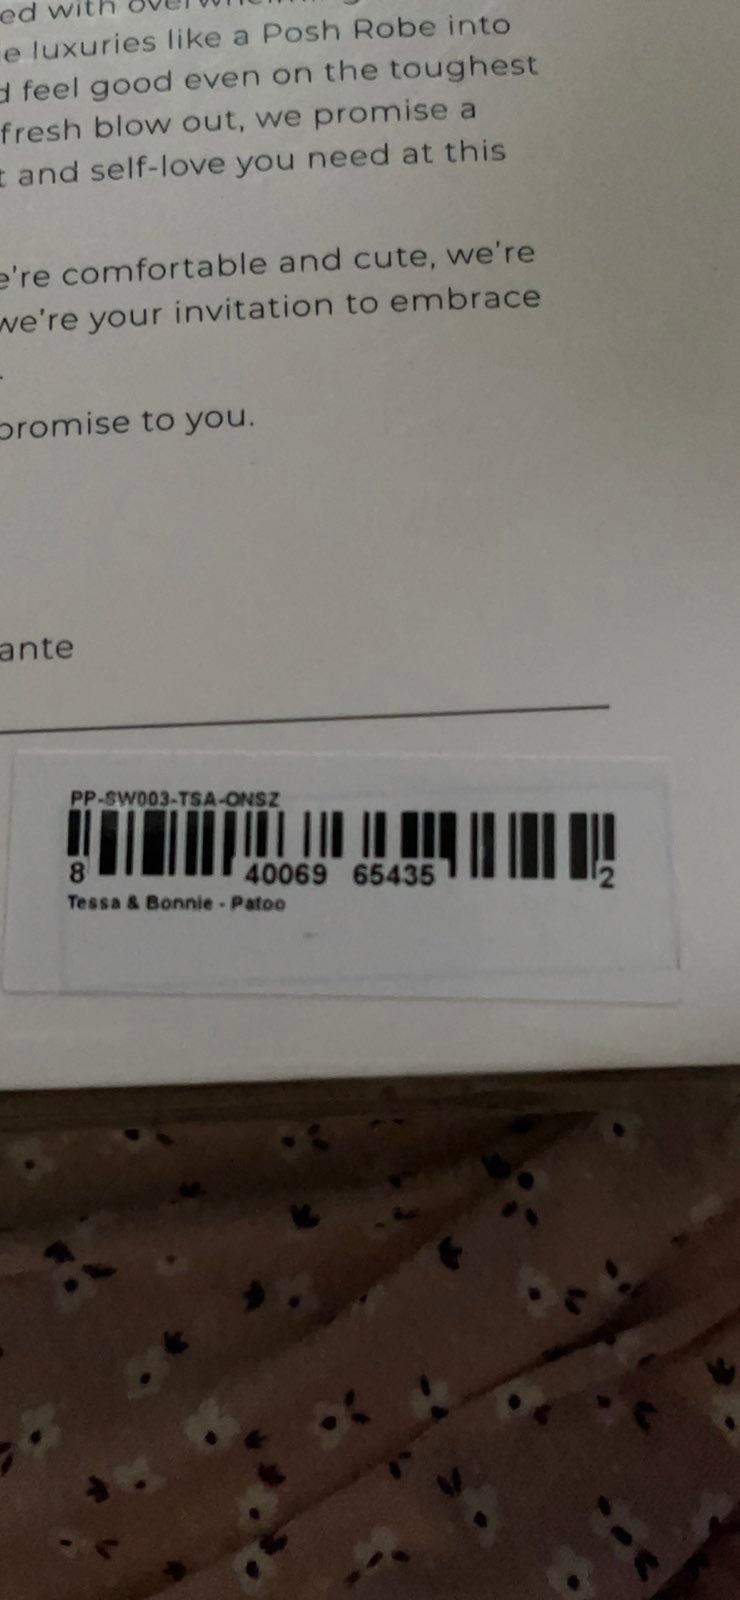 ed with
e luxuries like a Posh Robe into
d feel good even on the toughest
fresh blow out, we promise a
t and self-love you need at this
e're comfortable and cute, we're
we're your invitation to embrace
.
promise to you.
ante
PP-SW003-TSA-ONSZ
8 40069 65435 2
Tessa & Bonnie - Patoo